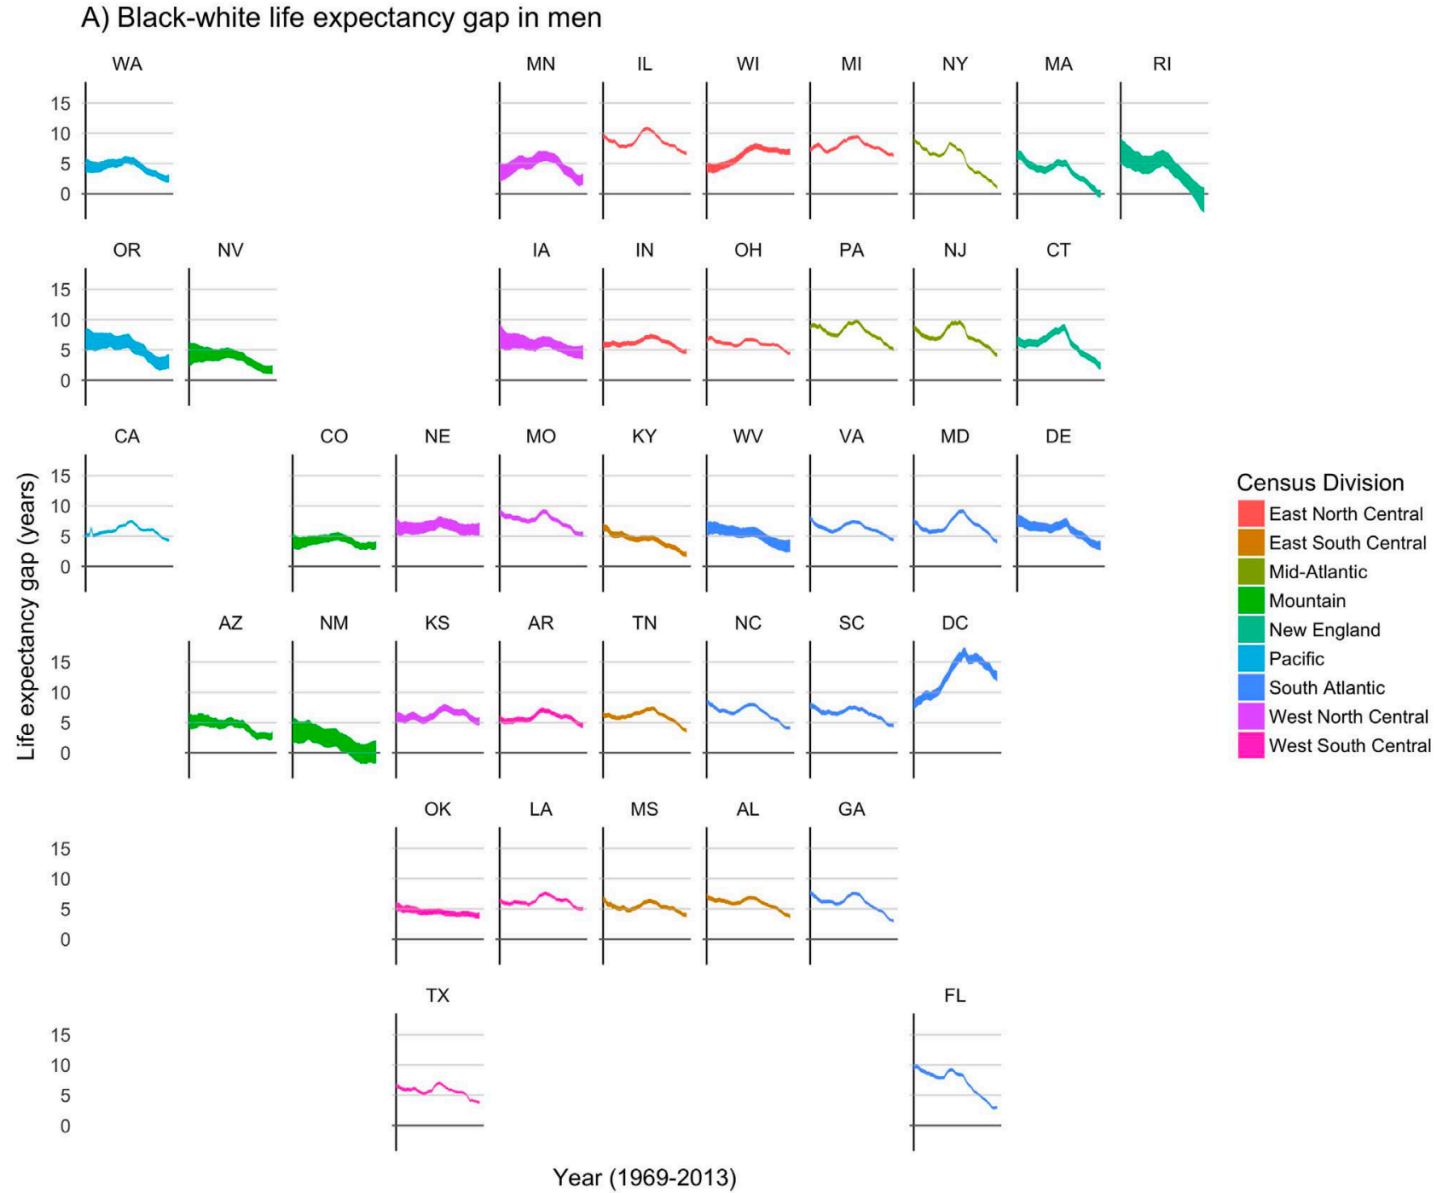 A) Black-white life expectancy gap in men
WA MN IL WI MI NY MA RI
15
10
5
0
OR NV IA IN OH PA NJ CT
15
10
5
0
CA CO NE MO KY WV VA MD DE
15
10
5
0
AZ NM KS AR TN NC SC DC
15
10
5
0
OK LA MS AL GA
15
10
5
0
TX FL
15
10
5
0
Life expectancy gap (years)
Year (1969-2013)
Census Division
East North Central
East South Central
Mid-Atlantic
Mountain
New England
Pacific
South Atlantic
West North Central
West South Central